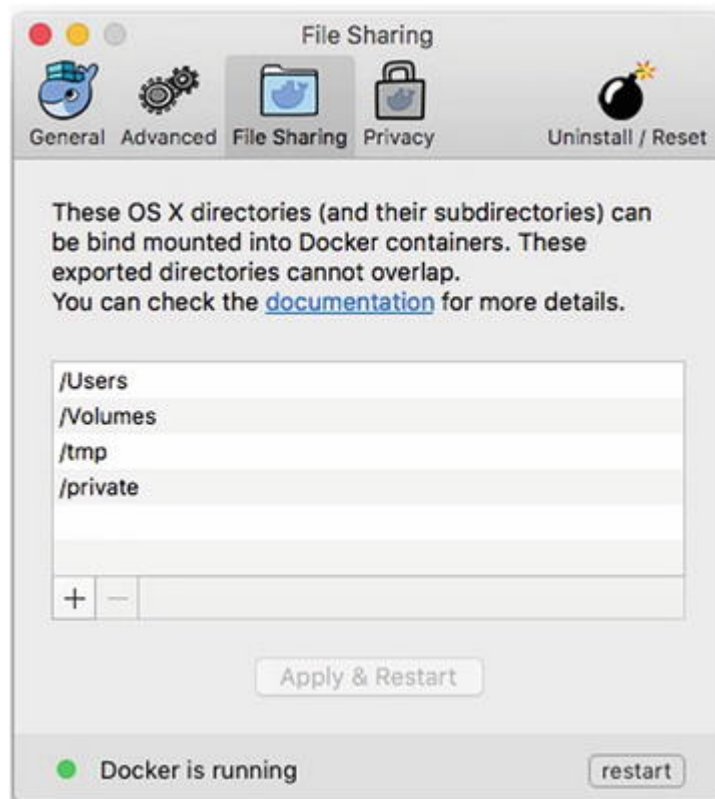 File Sharing
General Advanced File Sharing Privacy Uninstall / Reset
These OS X directories (and their subdirectories) can
be bind mounted into Docker containers. These
exported directories cannot overlap.
You can check the documentation for more details.
/Users
/Volumes
/tmp
/private
+ −
Apply & Restart
Docker is running restart